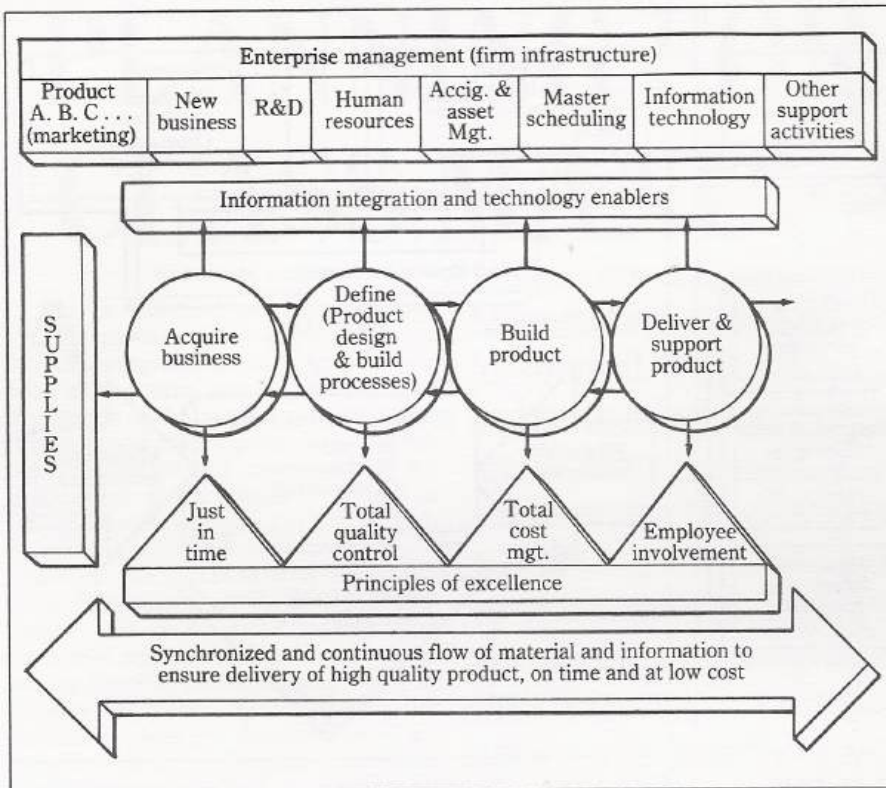 Enterprise management (firm infrastructure)
Product
A. B. C . . .
(marketing)
New
business
R&D
Human
resources
Accig. &
asset
Mgt.
Master
scheduling
Information
technology
Other
support
activities
Information integration and technology enablers
SUPPLIES
Acquire
business
Define
(Product
design
& build
processes)
Build
product
Deliver &
support
product
Just
in
time
Total
quality
control
Total
cost
mgt.
Employee
involvement
Principles of excellence
Synchronized and continuous flow of material and information to
ensure delivery of high quality product, on time and at low cost